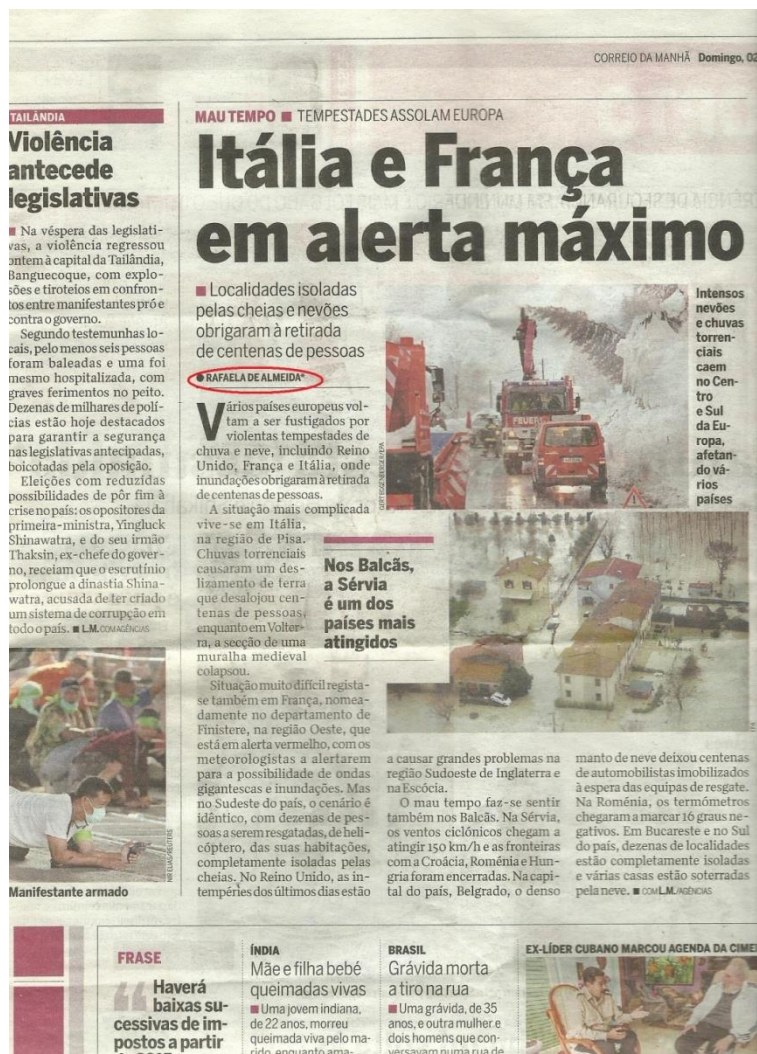 CORREIO DA MANHÃ Domingo, 02
TAILÂNDIA
Violência
antecede
legislativas
Na véspera das legislati-
vas, a violência regressou
ontem à capital da Tailândia,
Banguecoque, com explo-
sões e tiroteios em confron-
tos entre manifestantes pró e
contra o governo.
Segundo testemunhas lo-
cais, pelo menos seis pessoas
foram baleadas e uma foi
mesmo hospitalizada, com
graves ferimentos no peito.
Dezenas de milhares de polí-
cias estão hoje destacados
para garantir a segurança
nas legislativas antecipadas,
boicotadas pela oposição.
Eleições com reduzidas
possibilidades de pôr fim à
crise no país: os opositores da
primeira-ministra, Yingluck
Shinawatra, e do seu irmão
Thaksin, ex-chefe do gover-
no, receiam que o escrutínio
prolongue a dinastia Shina-
watra, acusada de ter criado
um sistema de corrupção em
todo o país. ■ L.M. COM AGÊNCIAS
NIR ELIAS/REUTERS
Manifestante armado
MAU TEMPO ■ TEMPESTADES ASSOLAM EUROPA
Itália e França
em alerta máximo
■ Localidades isoladas
pelas cheias e nevões
obrigaram à retirada
de centenas de pessoas
● RAFAELA DE ALMEIDA*
Vários países europeus vol-
tam a ser fustigados por
violentas tempestades de
chuva e neve, incluindo Reino
Unido, França e Itália, onde
inundações obrigaram à retirada
de centenas de pessoas.
A situação mais complicada
vive-se em Itália,
na região de Pisa.
Chuvas torrenciais
causaram um des-
lizamento de terra
que desalojou cen-
tenas de pessoas,
enquanto em Volter-
ra, a secção de uma
muralha medieval
colapsou.
Situação muito difícil regista-
se também em França, nomea-
damente no departamento de
Finistere, na região Oeste, que
está em alerta vermelho, com os
meteorologistas a alertarem
para a possibilidade de ondas
gigantescas e inundações. Mas
no Sudeste do país, o cenário é
idêntico, com dezenas de pes-
soas a serem resgatadas, de heli-
cóptero, das suas habitações,
completamente isoladas pelas
cheias. No Reino Unido, as in-
tempéries dos últimos dias estão
Nos Balcãs,
a Sérvia
é um dos
países mais
atingidos
FEUER
Intensos
nevões
e chuvas
torren-
ciais
caem
no Cen-
tro
e Sul
da Eu-
ropa,
afetan-
do vá-
rios
países
a causar grandes problemas na
região Sudoeste de Inglaterra e
na Escócia.
O mau tempo faz-se sentir
também nos Balcãs. Na Sérvia,
os ventos ciclónicos chegam a
atingir 150 km/h e as fronteiras
com a Croácia, Roménia e Hun-
gria foram encerradas. Na capi-
tal do país, Belgrado, o denso
manto de neve deixou centenas
de automobilistas imobilizados
à espera das equipas de resgate.
Na Roménia, os termómetros
chegaram a marcar 16 graus ne-
gativos. Em Bucareste e no Sul
do país, dezenas de localidades
estão completamente isoladas
e várias casas estão soterradas
pela neve. ■ COM L.M./AGÊNCIAS
FRASE
Haverá
baixas su-
cessivas de im-
postos a partir
ÍNDIA
Mãe e filha bebé
queimadas vivas
■ Uma jovem indiana,
de 22 anos, morreu
queimada viva pelo ma-
rido, enquanto ama-
BRASIL
Grávida morta
a tiro na rua
■ Uma grávida, de 35
anos, e outra mulher e
dois homens que con-
versavam numa rua de
EX-LÍDER CUBANO MARCOU AGENDA DA CIME